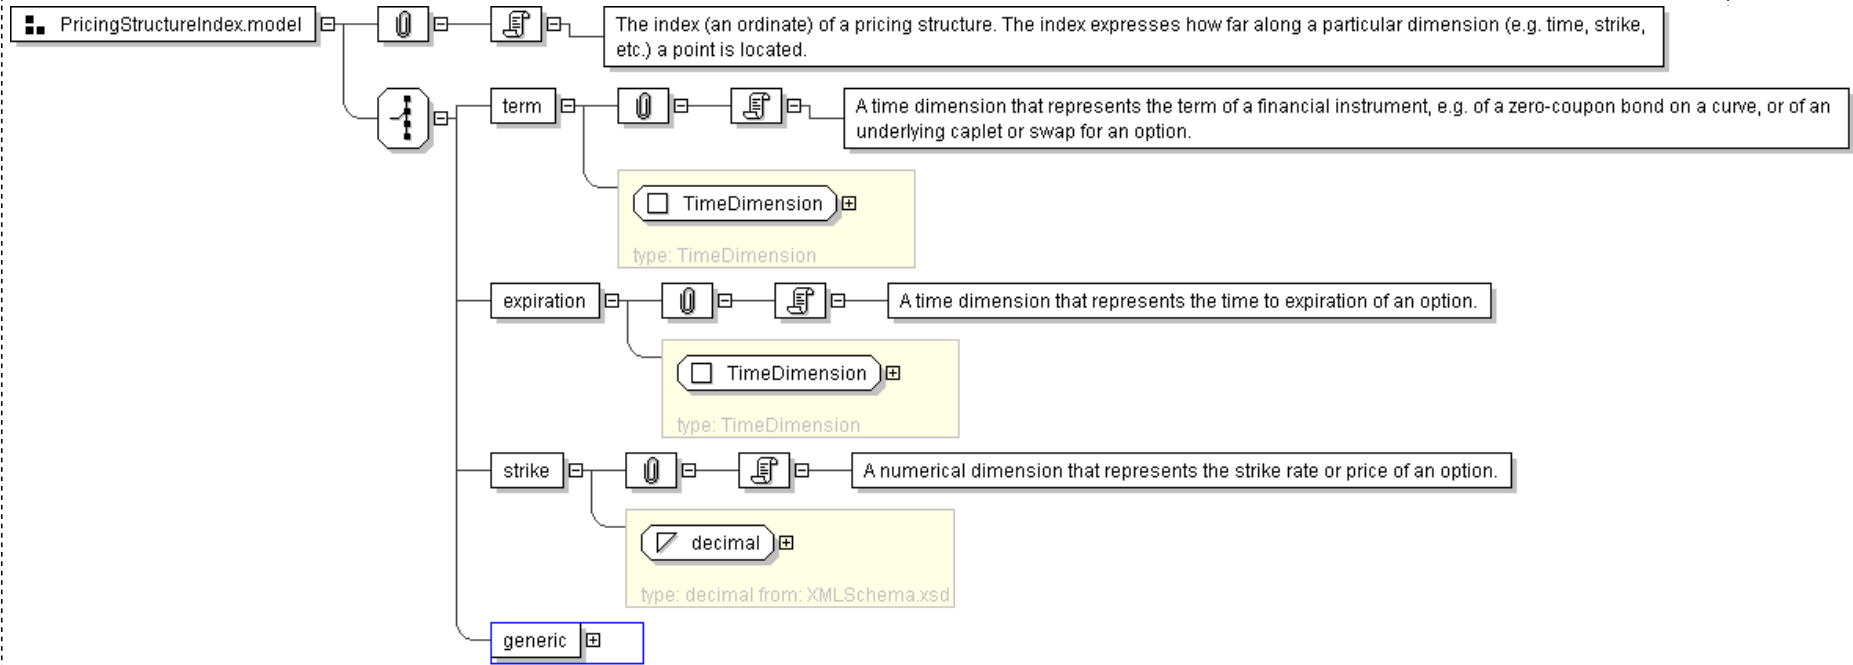 PricingStructureIndex.model
The index (an ordinate) of a pricing structure. The index expresses how far along a particular dimension (e.g. time, strike,
etc.) a point is located.
term
A time dimension that represents the term of a financial instrument, e.g. of a zero-coupon bond on a curve, or of an
underlying caplet or swap for an option.
TimeDimension
type: TimeDimension
expiration
A time dimension that represents the time to expiration of an option.
TimeDimension
type: TimeDimension
strike
A numerical dimension that represents the strike rate or price of an option.
decimal
type: decimal from: XMLSchema.xsd
generic